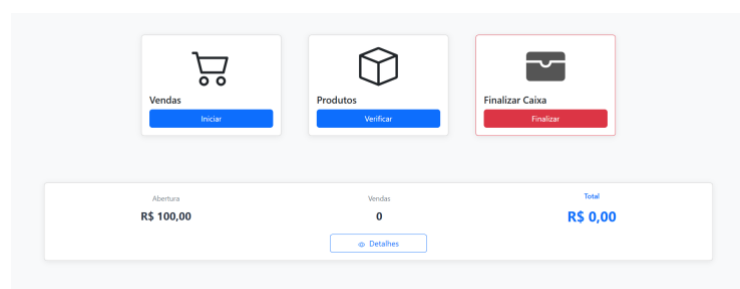 Vendas
Iniciar
Produtos
Verificar
Finalizar Caixa
Finalizar
Abertura
R$ 100,00
Vendas
0
Detalhes
Total
R$ 0,00